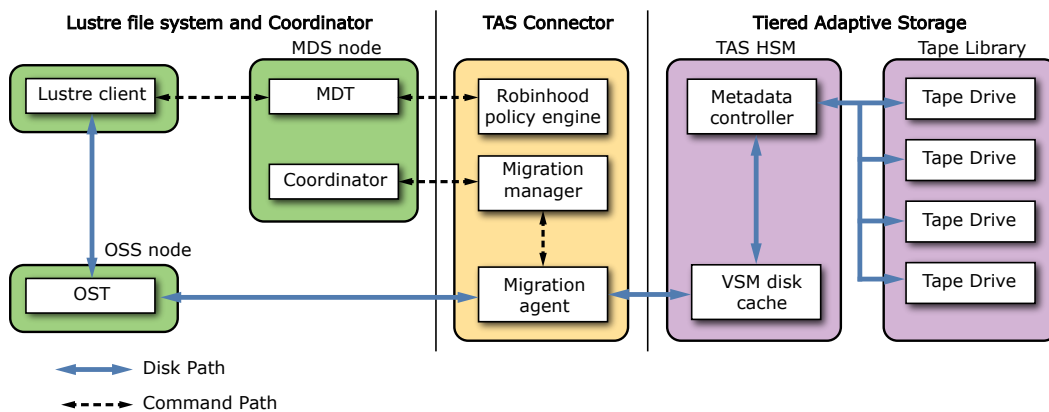 Lustre file system and Coordinator
TAS Connector
Tiered Adaptive Storage
MDS node
TAS HSM
Tape Library
Lustre client
MDT
Robinhood
policy engine
Metadata
controller
Tape Drive
Tape Drive
Coordinator
Migration
manager
Tape Drive
OSS node
OST
Migration
agent
VSM disk
cache
Tape Drive
Disk Path
Command Path